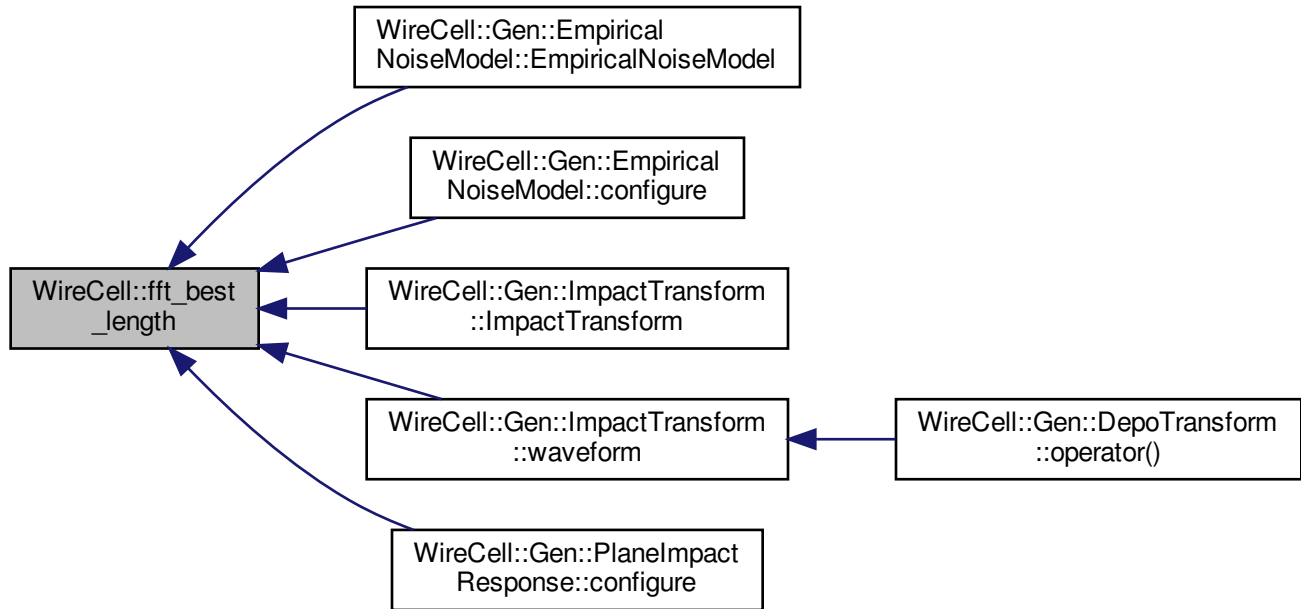 WireCell::Gen::Empirical
NoiseModel::EmpiricalNoiseModel
WireCell::Gen::Empirical
NoiseModel::configure
WireCell::fft_best
_length
WireCell::Gen::ImpactTransform
::ImpactTransform
WireCell::Gen::ImpactTransform
::waveform
WireCell::Gen::DepoTransform
::operator()
WireCell::Gen::PlaneImpact
Response::configure